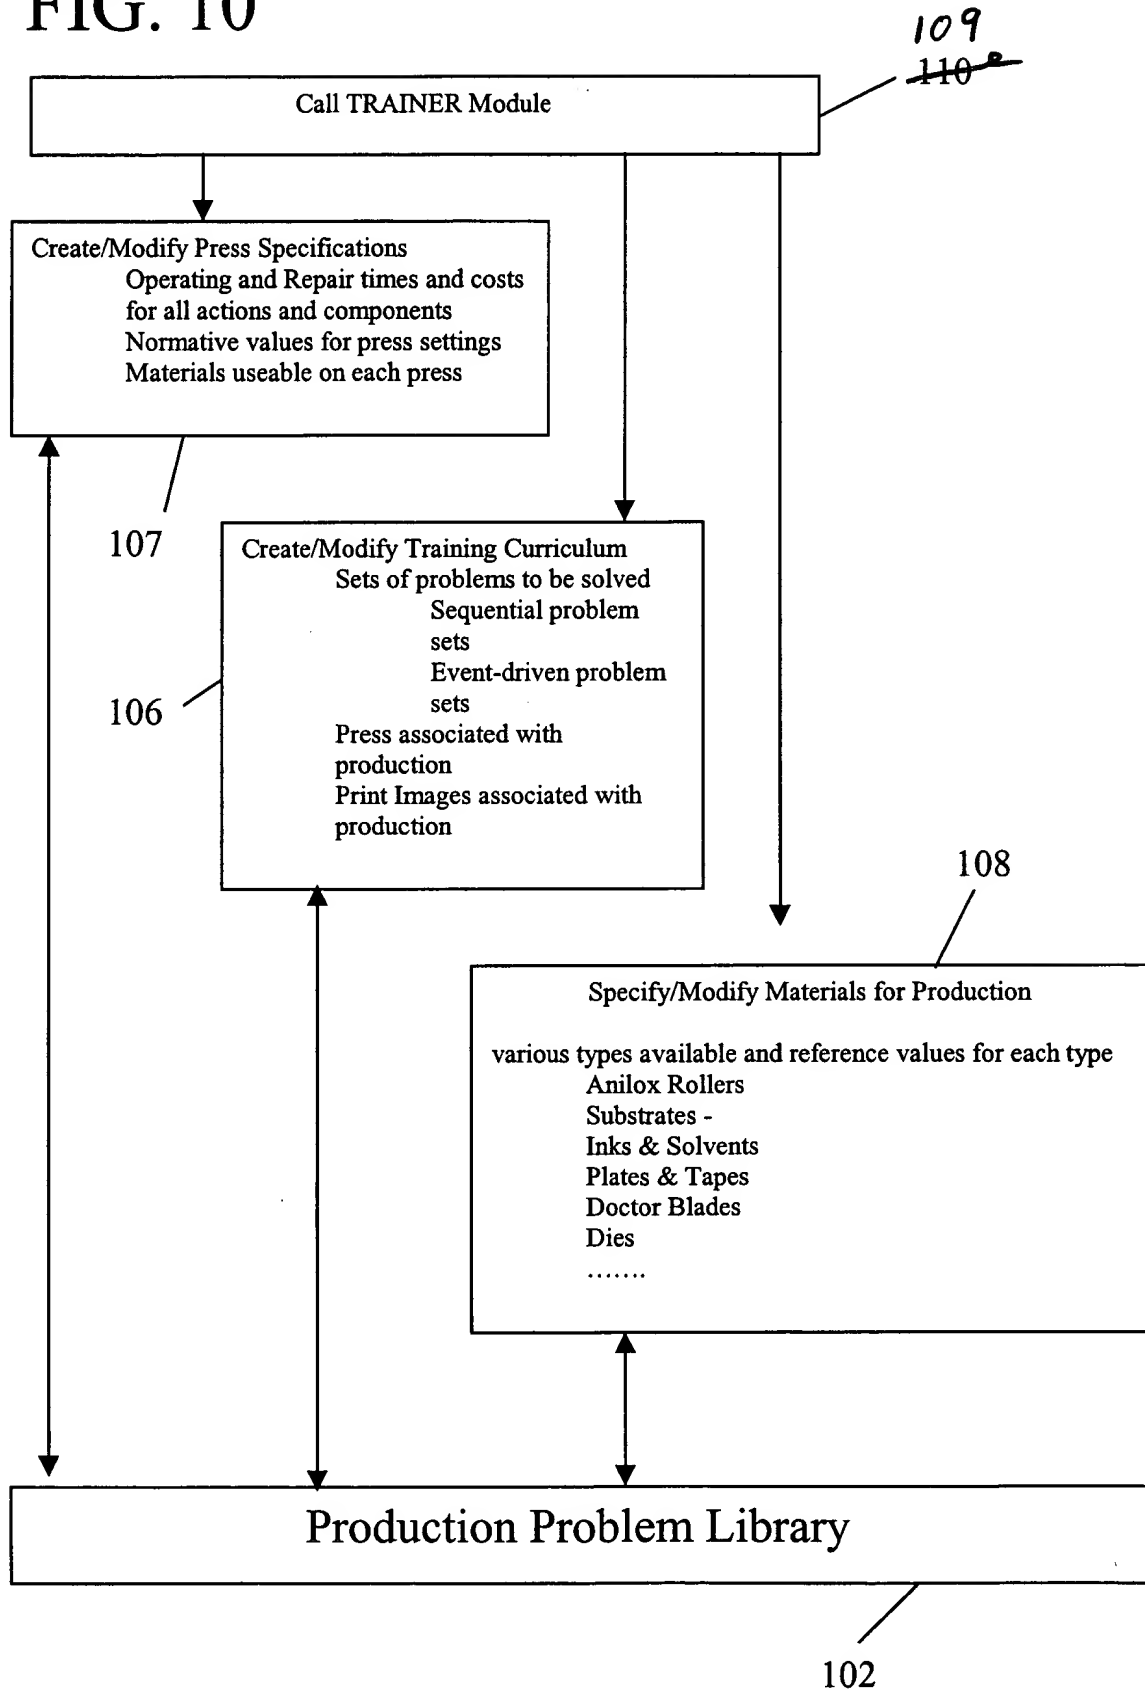 FIG. 10
109
110
Call TRAINER Module
Create/Modify Press Specifications
Operating and Repair times and costs
for all actions and components
Normative values for press settings
Materials useable on each press
107
Create/Modify Training Curriculum
Sets of problems to be solved
Sequential problem
sets
Event-driven problem
sets
Press associated with
production
Print Images associated with
production
106
108
Specify/Modify Materials for Production
various types available and reference values for each type
Anilox Rollers
Substrates -
Inks & Solvents
Plates & Tapes
Doctor Blades
Dies
.......
Production Problem Library
102